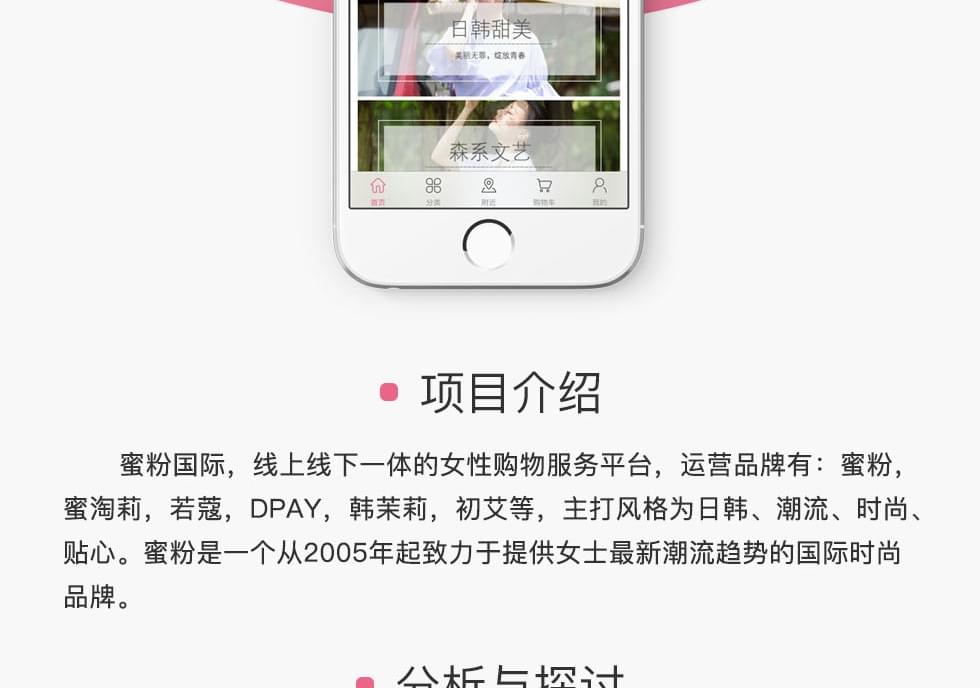 日韩甜美
美丽无罪，绽放青春
森系文艺
首页 分类 附近 购物车 我的
项目介绍
蜜粉国际，线上线下一体的女性购物服务平台，运营品牌有：蜜粉，
蜜淘莉，若蔻，DPAY，韩茉莉，初艾等，主打风格为日韩、潮流、时尚、
贴心。蜜粉是一个从2005年起致力于提供女士最新潮流趋势的国际时尚
品牌。
分析与探讨